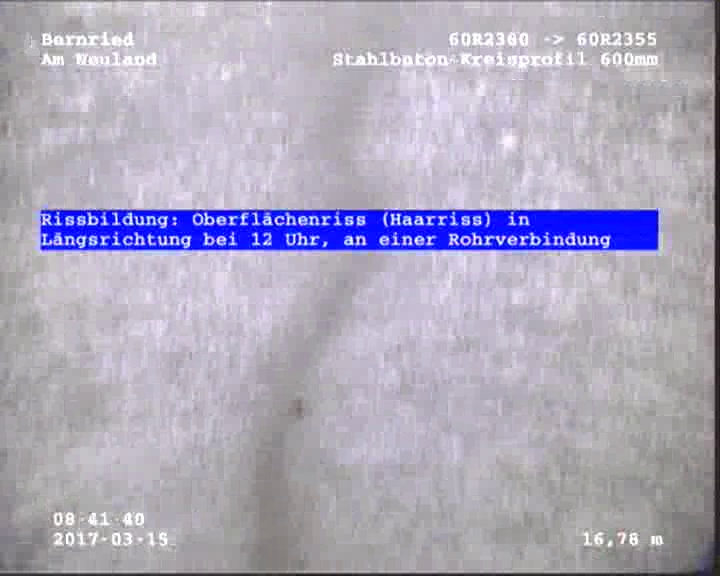 Bernried
60R2360 -> 60R2355
Am Neuland
Stahlbeton-Kreisprofil 600mm
Rissbildung: Oberflächenriss (Haarriss) in
Längsrichtung bei 12 Uhr, an einer Rohrverbindung
08:41:40
2017-03-15
16,78 m